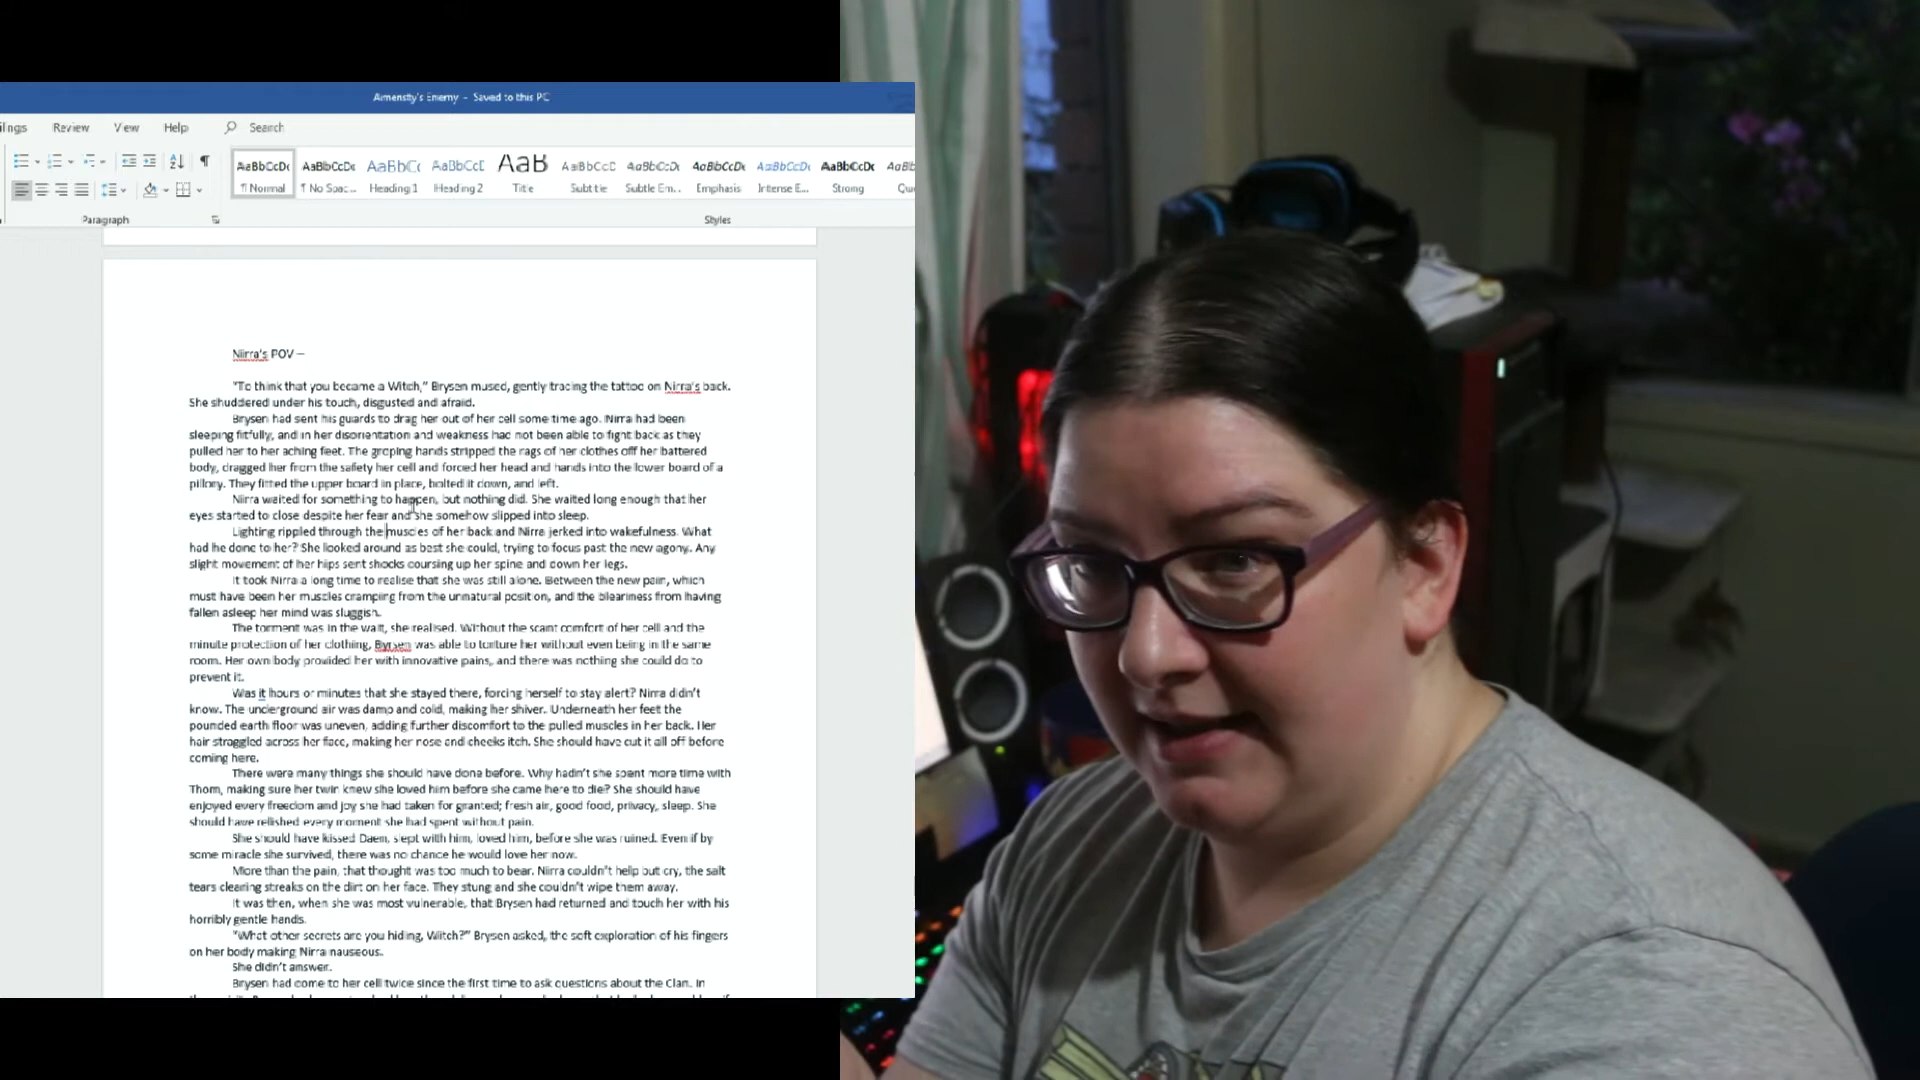 Aimensity's Enemy - Saved to this PC
ilings Review View Help Search
AaBbCcDc AaBbCcDc AaBbC( AaBbCcD AaB AaBbCcD AaBbCcDc AaBbCcDc AaBbCcDc AaBbCcDc AaBb
¶ Normal ¶ No Spac... Heading 1 Heading 2 Title Subtitle Subtle Em... Emphasis Intense E... Strong Quo
Paragraph Styles
Nirra's POV –
"To think that you became a Witch," Brysen mused, gently tracing the tattoo on Nirra's back.
She shuddered under his touch, disgusted and afraid.
Brysen had sent his guards to drag her out of her cell some time ago. Nirra had been
sleeping fitfully, and in her disorientation and weakness had not been able to fight back as they
pulled her to her aching feet. The groping hands stripped the rags of her clothes off her battered
body, dragged her from the safety her cell and forced her head and hands into the lower board of a
pillory. They fitted the upper board in place, bolted it down, and left.
Nirra waited for something to happen, but nothing did. She waited long enough that her
eyes started to close despite her fear and she somehow slipped into sleep.
Lighting rippled through the muscles of her back and Nirra jerked into wakefulness. What
had he done to her? She looked around as best she could, trying to focus past the new agony. Any
slight movement of her hips sent shocks coursing up her spine and down her legs.
It took Nirra a long time to realise that she was still alone. Between the new pain, which
must have been her muscles cramping from the unnatural position, and the bleariness from having
fallen asleep her mind was sluggish.
The torment was in the wait, she realised. Without the scant comfort of her cell and the
minute protection of her clothing, Byrsen was able to torture her without even being in the same
room. Her own body provided her with innovative pains, and there was nothing she could do to
prevent it.
Was it hours or minutes that she stayed there, forcing herself to stay alert? Nirra didn't
know. The underground air was damp and cold, making her shiver. Underneath her feet the
pounded earth floor was uneven, adding further discomfort to the pulled muscles in her back. Her
hair straggled across her face, making her nose and cheeks itch. She should have cut it all off before
coming here.
There were many things she should have done before. Why hadn't she spent more time with
Thom, making sure her twin knew she loved him before she came here to die? She should have
enjoyed every freedom and joy she had taken for granted; fresh air, good food, privacy, sleep. She
should have relished every moment she had spent without pain.
She should have kissed Daem, slept with him, loved him, before she was ruined. Even if by
some miracle she survived, there was no chance he would love her now.
More than the pain, that thought was too much to bear. Nirra couldn't help but cry, the salt
tears clearing streaks on the dirt on her face. They stung and she couldn't wipe them away.
It was then, when she was most vulnerable, that Brysen had returned and touch her with his
horribly gentle hands.
"What other secrets are you hiding, Witch?" Brysen asked, the soft exploration of his fingers
on her body making Nirra nauseous.
She didn't answer.
Brysen had come to her cell twice since the first time to ask questions about the Clan. In